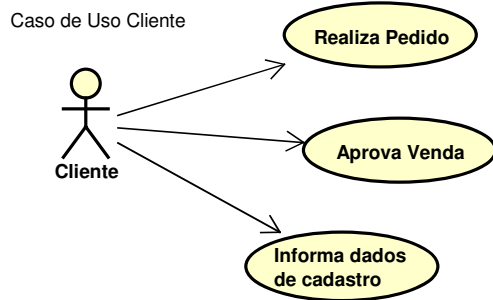 Caso de Uso Cliente
Realiza Pedido
Cliente
Aprova Venda
Informa dados
de cadastro